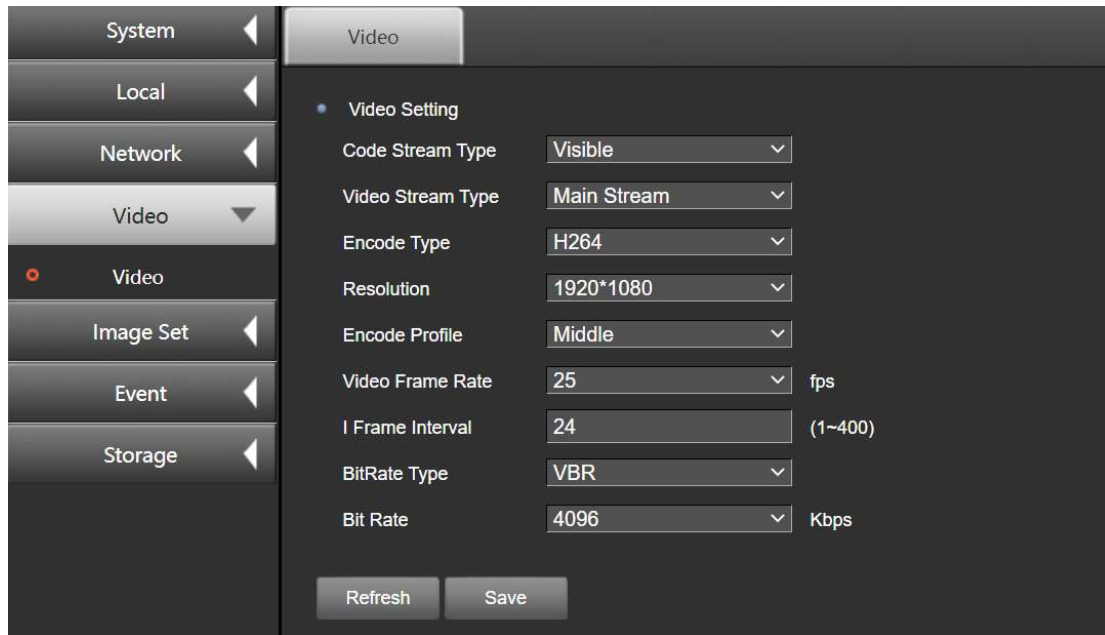 System
Local
Network
Video
Video
Image Set
Event
Storage
Video
Video Setting
Code Stream Type Visible
Video Stream Type Main Stream
Encode Type H264
Resolution 1920*1080
Encode Profile Middle
Video Frame Rate 25 fps
I Frame Interval 24 (1~400)
BitRate Type VBR
Bit Rate 4096 Kbps
Refresh Save